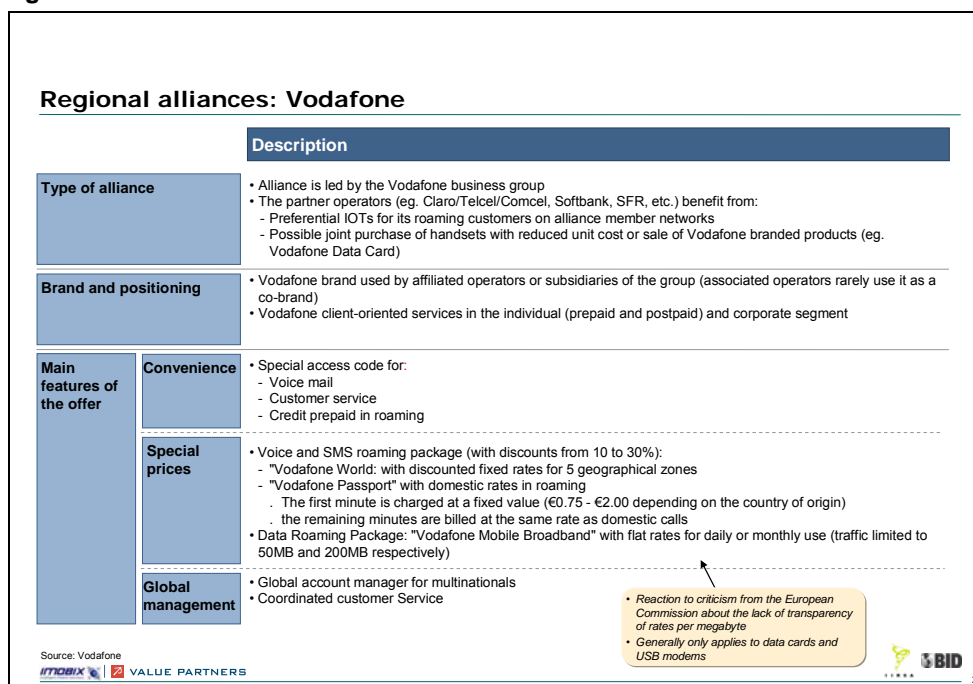 Regional alliances: Vodafone
Description
Type of alliance
• Alliance is led by the Vodafone business group
• The partner operators (eg. Claro/Telcel/Comcel, Softbank, SFR, etc.) benefit from:
- Preferential IOTs for its roaming customers on alliance member networks
- Possible joint purchase of handsets with reduced unit cost or sale of Vodafone branded products (eg.
Vodafone Data Card)
Brand and positioning
• Vodafone brand used by affiliated operators or subsidiaries of the group (associated operators rarely use it as a
co-brand)
• Vodafone client-oriented services in the individual (prepaid and postpaid) and corporate segment
Main
features of
the offer
Convenience
• Special access code for:
- Voice mail
- Customer service
- Credit prepaid in roaming
Special
prices
• Voice and SMS roaming package (with discounts from 10 to 30%):
- "Vodafone World: with discounted fixed rates for 5 geographical zones
- "Vodafone Passport" with domestic rates in roaming
. The first minute is charged at a fixed value (€0.75 - €2.00 depending on the country of origin)
. the remaining minutes are billed at the same rate as domestic calls
• Data Roaming Package: "Vodafone Mobile Broadband" with flat rates for daily or monthly use (traffic limited to
50MB and 200MB respectively)
Global
management
• Global account manager for multinationals
• Coordinated customer Service
• Reaction to criticism from the European
Commission about the lack of transparency
of rates per megabyte
• Generally only applies to data cards and
USB modems
Source: Vodafone
imobix
VALUE PARTNERS
BID